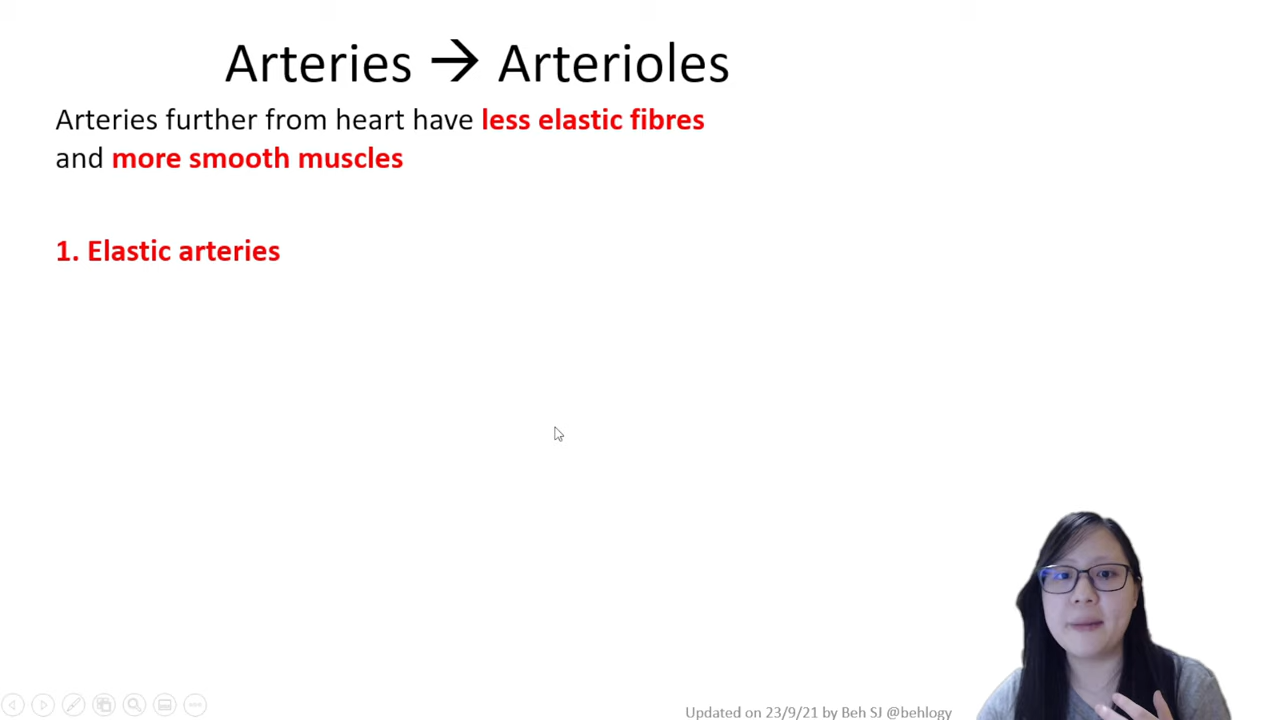 Arteries → Arterioles
Arteries further from heart have less elastic fibres
and more smooth muscles
1. Elastic arteries
Updated on 23/9/21 by Beh SJ @behlogy